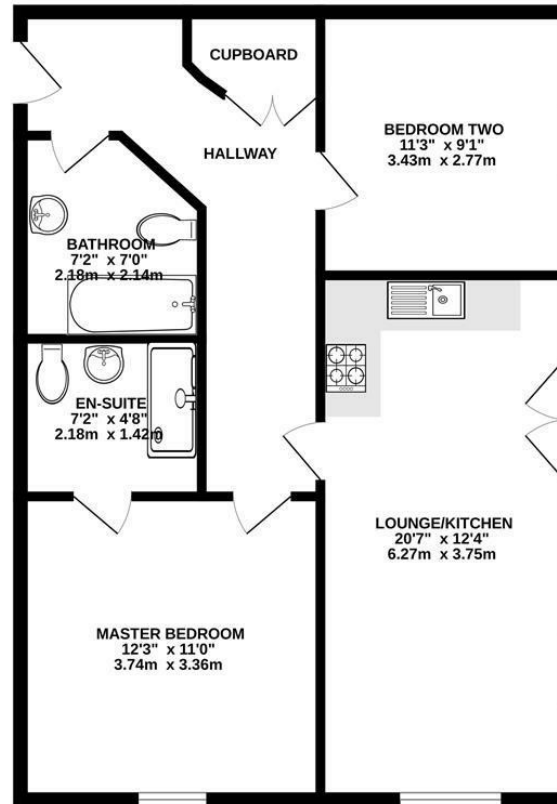 CUPBOARD
BEDROOM TWO
11'3" x 9'1"
3.43m x 2.77m
HALLWAY
BATHROOM
7'2" x 7'0"
2.18m x 2.14m
EN-SUITE
7'2" x 4'8"
2.18m x 1.42m
LOUNGE/KITCHEN
20'7" x 12'4"
6.27m x 3.75m
MASTER BEDROOM
12'3" x 11'0"
3.74m x 3.36m